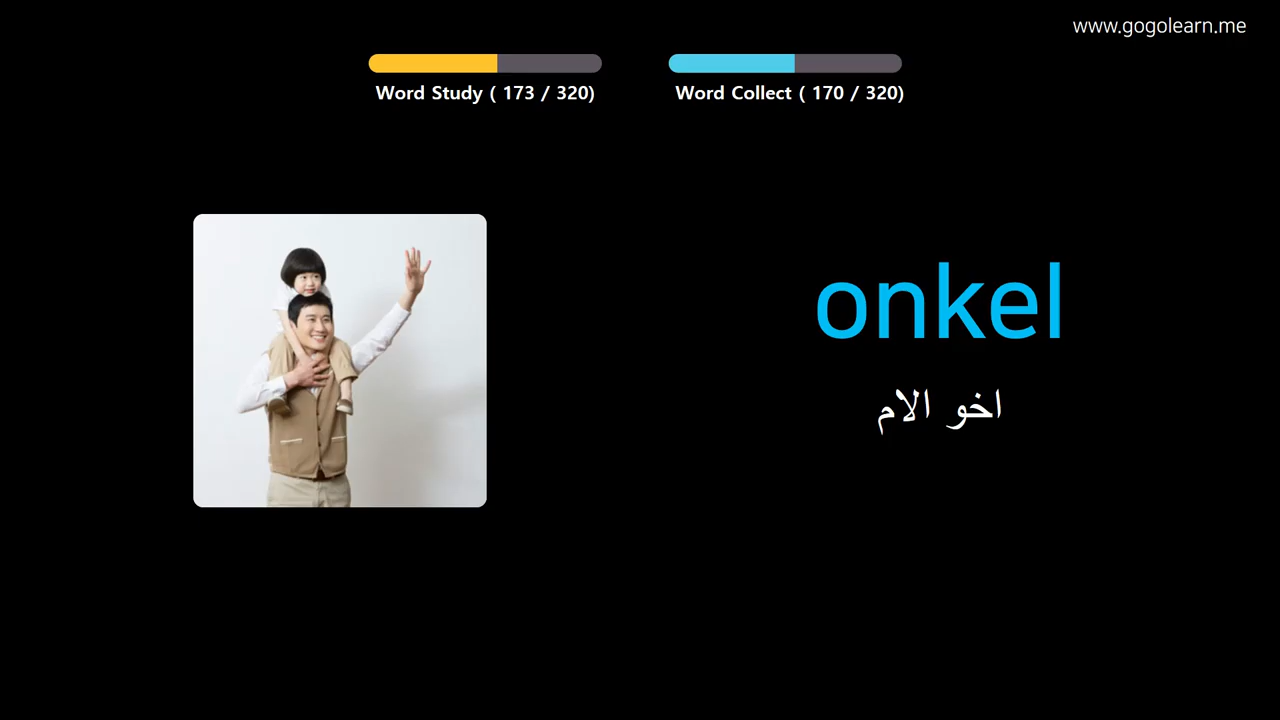 www.gogolearn.me
Word Study ( 173 / 320)
Word Collect ( 170 / 320)
onkel
اخو الام